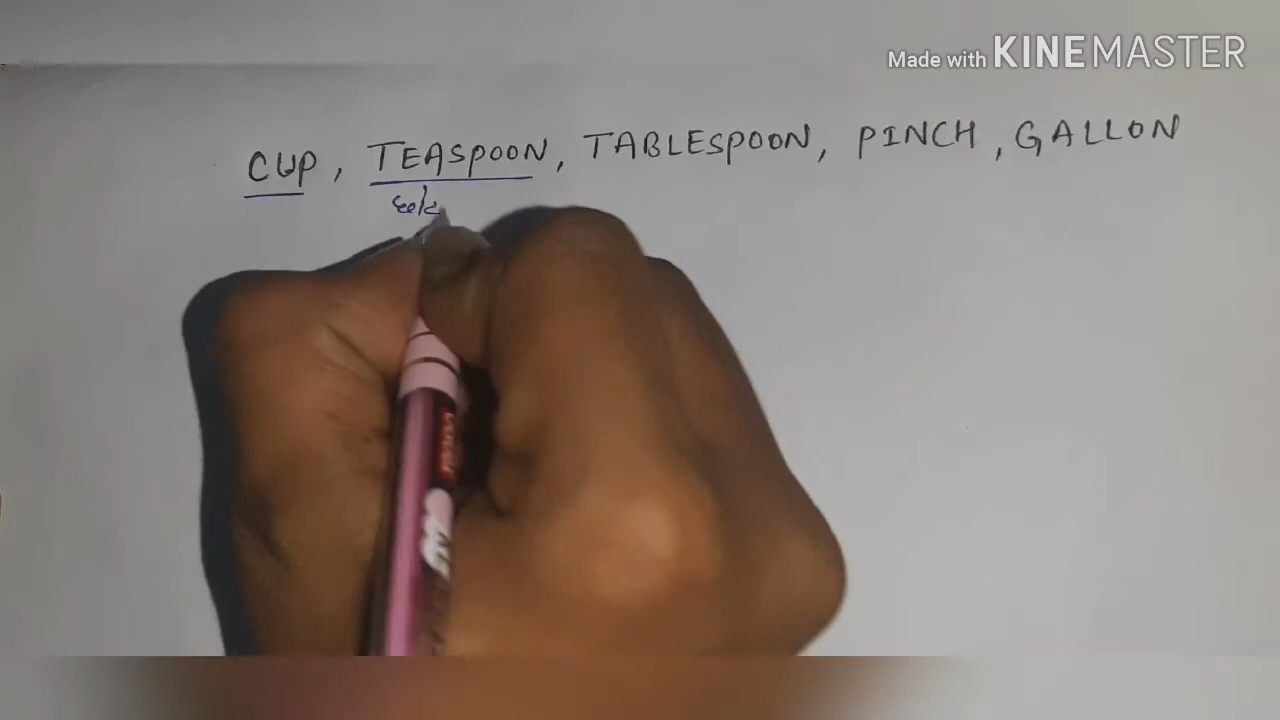 Made with KINEMASTER
CUP, TEASPOON, TABLESPOON, PINCH, GALLON